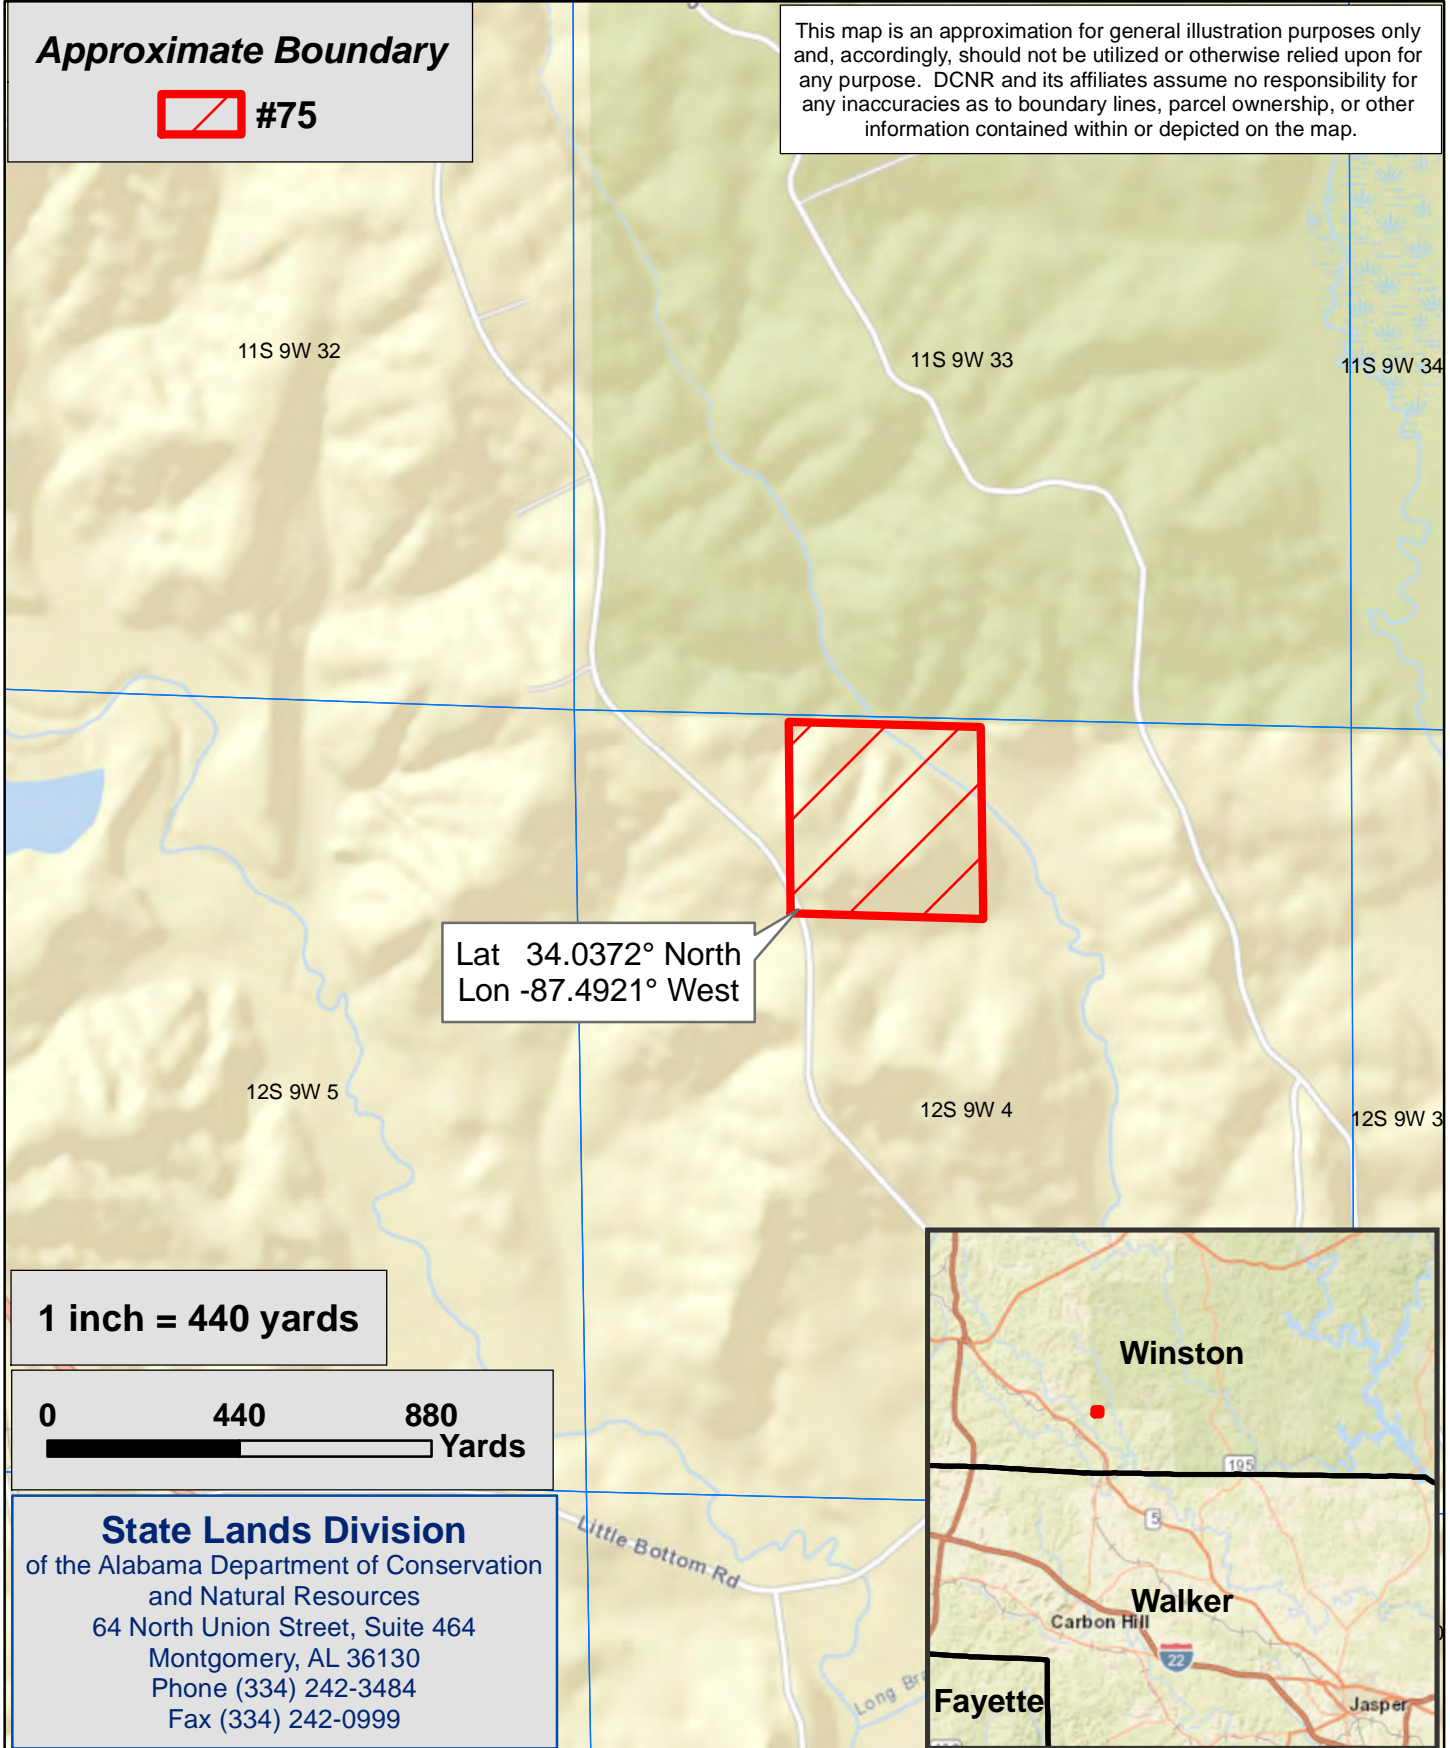 Approximate Boundary
#75
This map is an approximation for general illustration purposes only
and, accordingly, should not be utilized or otherwise relied upon for
any purpose. DCNR and its affiliates assume no responsibility for
any inaccuracies as to boundary lines, parcel ownership, or other
information contained within or depicted on the map.
11S 9W 32
11S 9W 33
11S 9W 34
Lat 34.0372° North
Lon -87.4921° West
12S 9W 5
12S 9W 4
12S 9W 3
1 inch = 440 yards
0 440 880
Yards
State Lands Division
of the Alabama Department of Conservation
and Natural Resources
64 North Union Street, Suite 464
Montgomery, AL 36130
Phone (334) 242-3484
Fax (334) 242-0999
Little Bottom Rd
Long
Winston
195
5
Walker
Carbon Hill
22
Fayette
Jasper